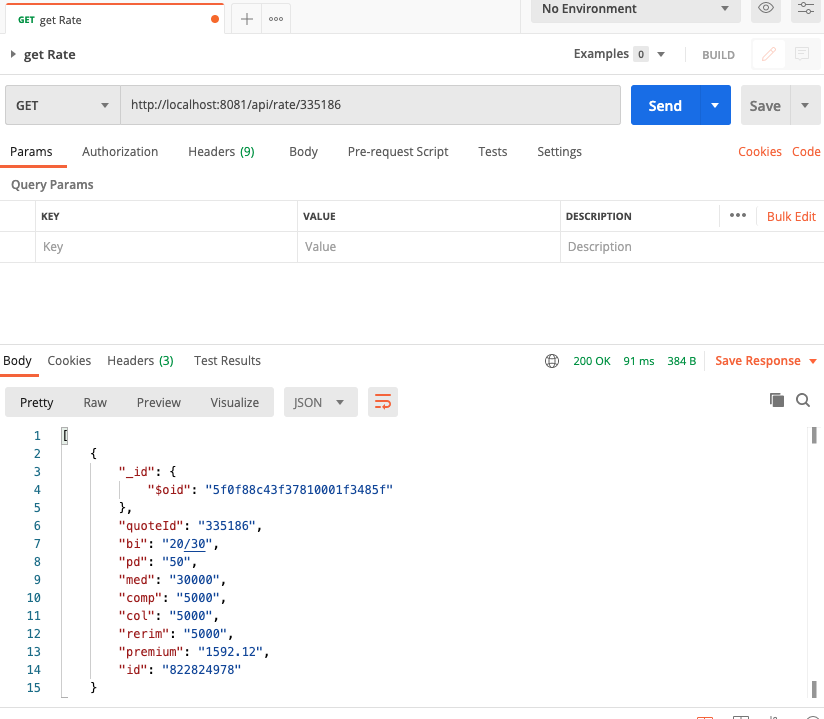 GET get Rate
No Environment
get Rate
Examples 0
BUILD
GET
http://localhost:8081/api/rate/335186
Send
Save
Params Authorization Headers (9) Body Pre-request Script Tests Settings Cookies Code
Query Params
KEY VALUE DESCRIPTION Bulk Edit
Key Value Description
Body Cookies Headers (3) Test Results 200 OK 91 ms 384 B Save Response
Pretty Raw Preview Visualize JSON
1 [
2 {
3 "_id": {
4 "$oid": "5f0f88c43f37810001f3485f"
5 },
6 "quoteId": "335186",
7 "bi": "20/30",
8 "pd": "50",
9 "med": "30000",
10 "comp": "5000",
11 "col": "5000",
12 "rerim": "5000",
13 "premium": "1592.12",
14 "id": "822824978"
15 }